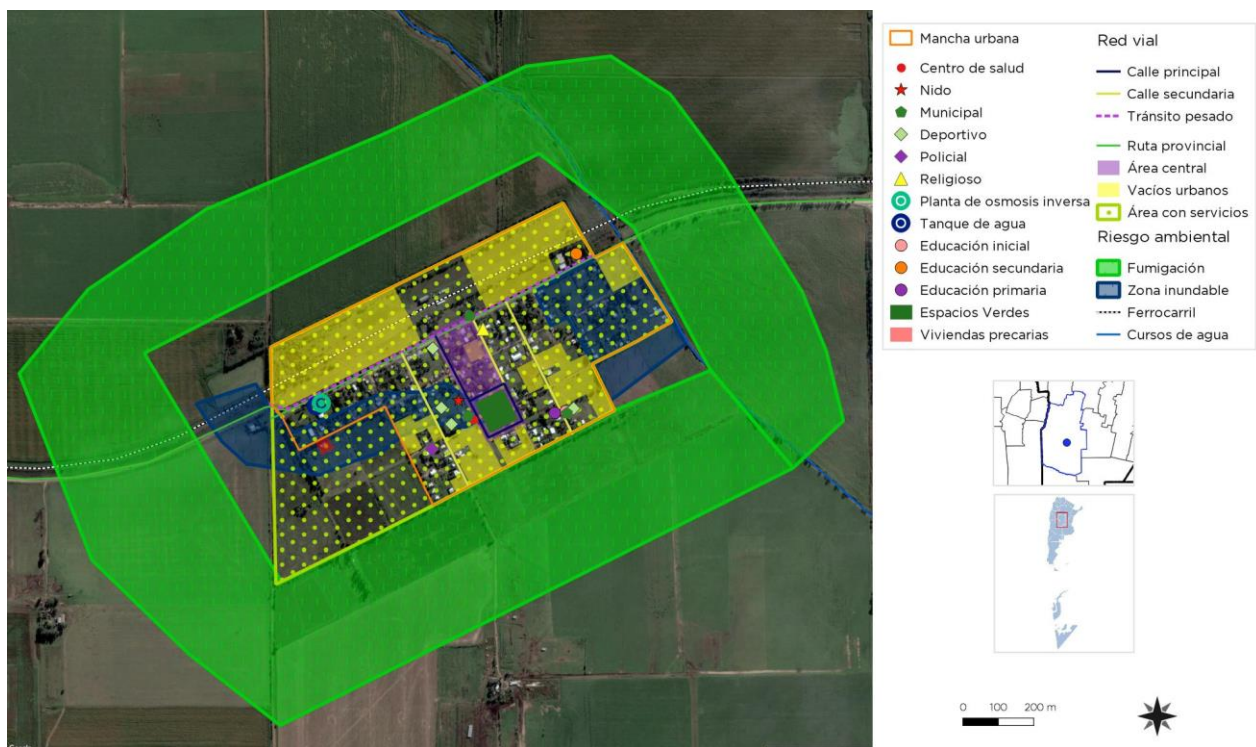 Mancha urbana
Centro de salud
Nido
Municipal
Deportivo
Policial
Religioso
Planta de osmosis inversa
Tanque de agua
Educación inicial
Educación secundaria
Educación primaria
Espacios Verdes
Viviendas precarias
Red vial
Calle principal
Calle secundaria
Tránsito pesado
Ruta provincial
Área central
Vacíos urbanos
Área con servicios
Riesgo ambiental
Fumigación
Zona inundable
Ferrocarril
Cursos de agua
0 100 200 m